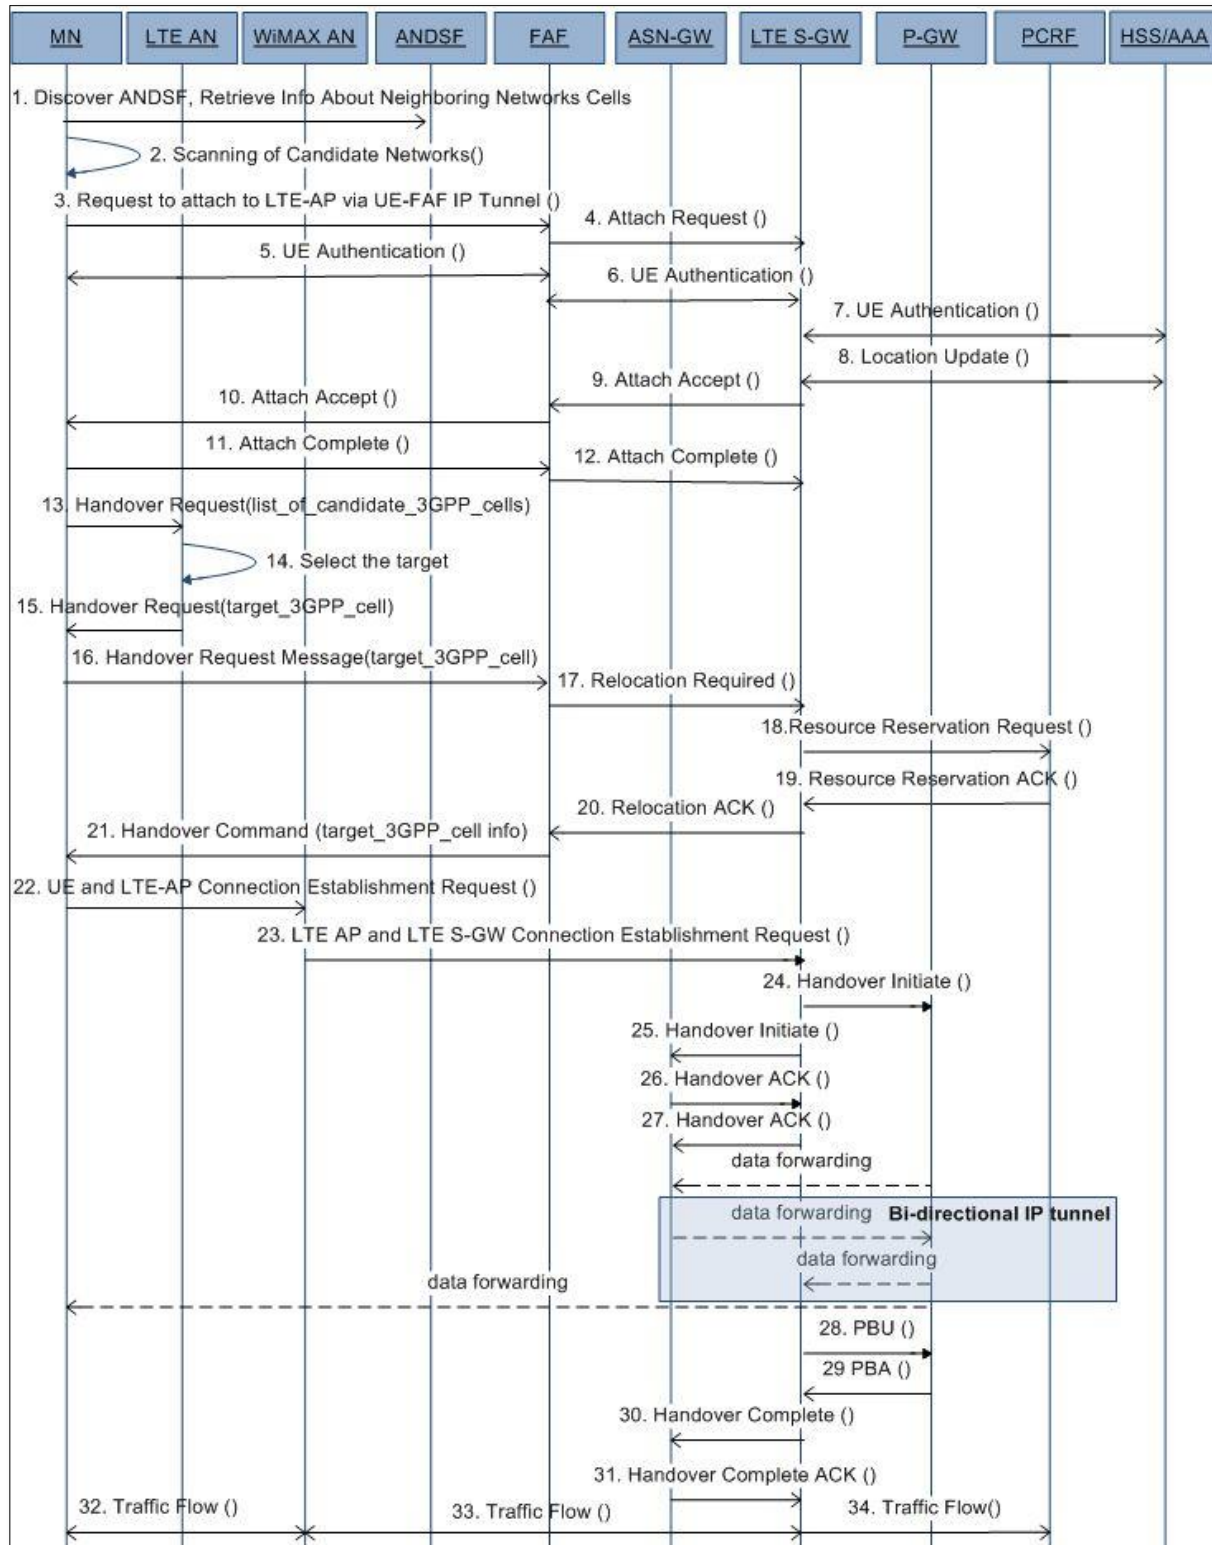 MN
LTE AN
WiMAX AN
ANDSF
FAF
ASN-GW
LTE S-GW
P-GW
PCRF
HSS/AAA
1. Discover ANDSF, Retrieve Info About Neighboring Networks Cells
2. Scanning of Candidate Networks()
3. Request to attach to LTE-AP via UE-FAF IP Tunnel ()
4. Attach Request ()
5. UE Authentication ()
6. UE Authentication ()
7. UE Authentication ()
8. Location Update ()
9. Attach Accept ()
10. Attach Accept ()
11. Attach Complete ()
12. Attach Complete ()
13. Handover Request(list_of_candidate_3GPP_cells)
14. Select the target
15. Handover Request(target_3GPP_cell)
16. Handover Request Message(target_3GPP_cell)
17. Relocation Required ()
18.Resource Reservation Request ()
19. Resource Reservation ACK ()
20. Relocation ACK ()
21. Handover Command (target_3GPP_cell info)
22. UE and LTE-AP Connection Establishment Request ()
23. LTE AP and LTE S-GW Connection Establishment Request ()
24. Handover Initiate ()
25. Handover Initiate ()
26. Handover ACK ()
27. Handover ACK ()
data forwarding
data forwarding
Bi-directional IP tunnel
data forwarding
data forwarding
28. PBU ()
29 PBA ()
30. Handover Complete ()
31. Handover Complete ACK ()
32. Traffic Flow ()
33. Traffic Flow ()
34. Traffic Flow()